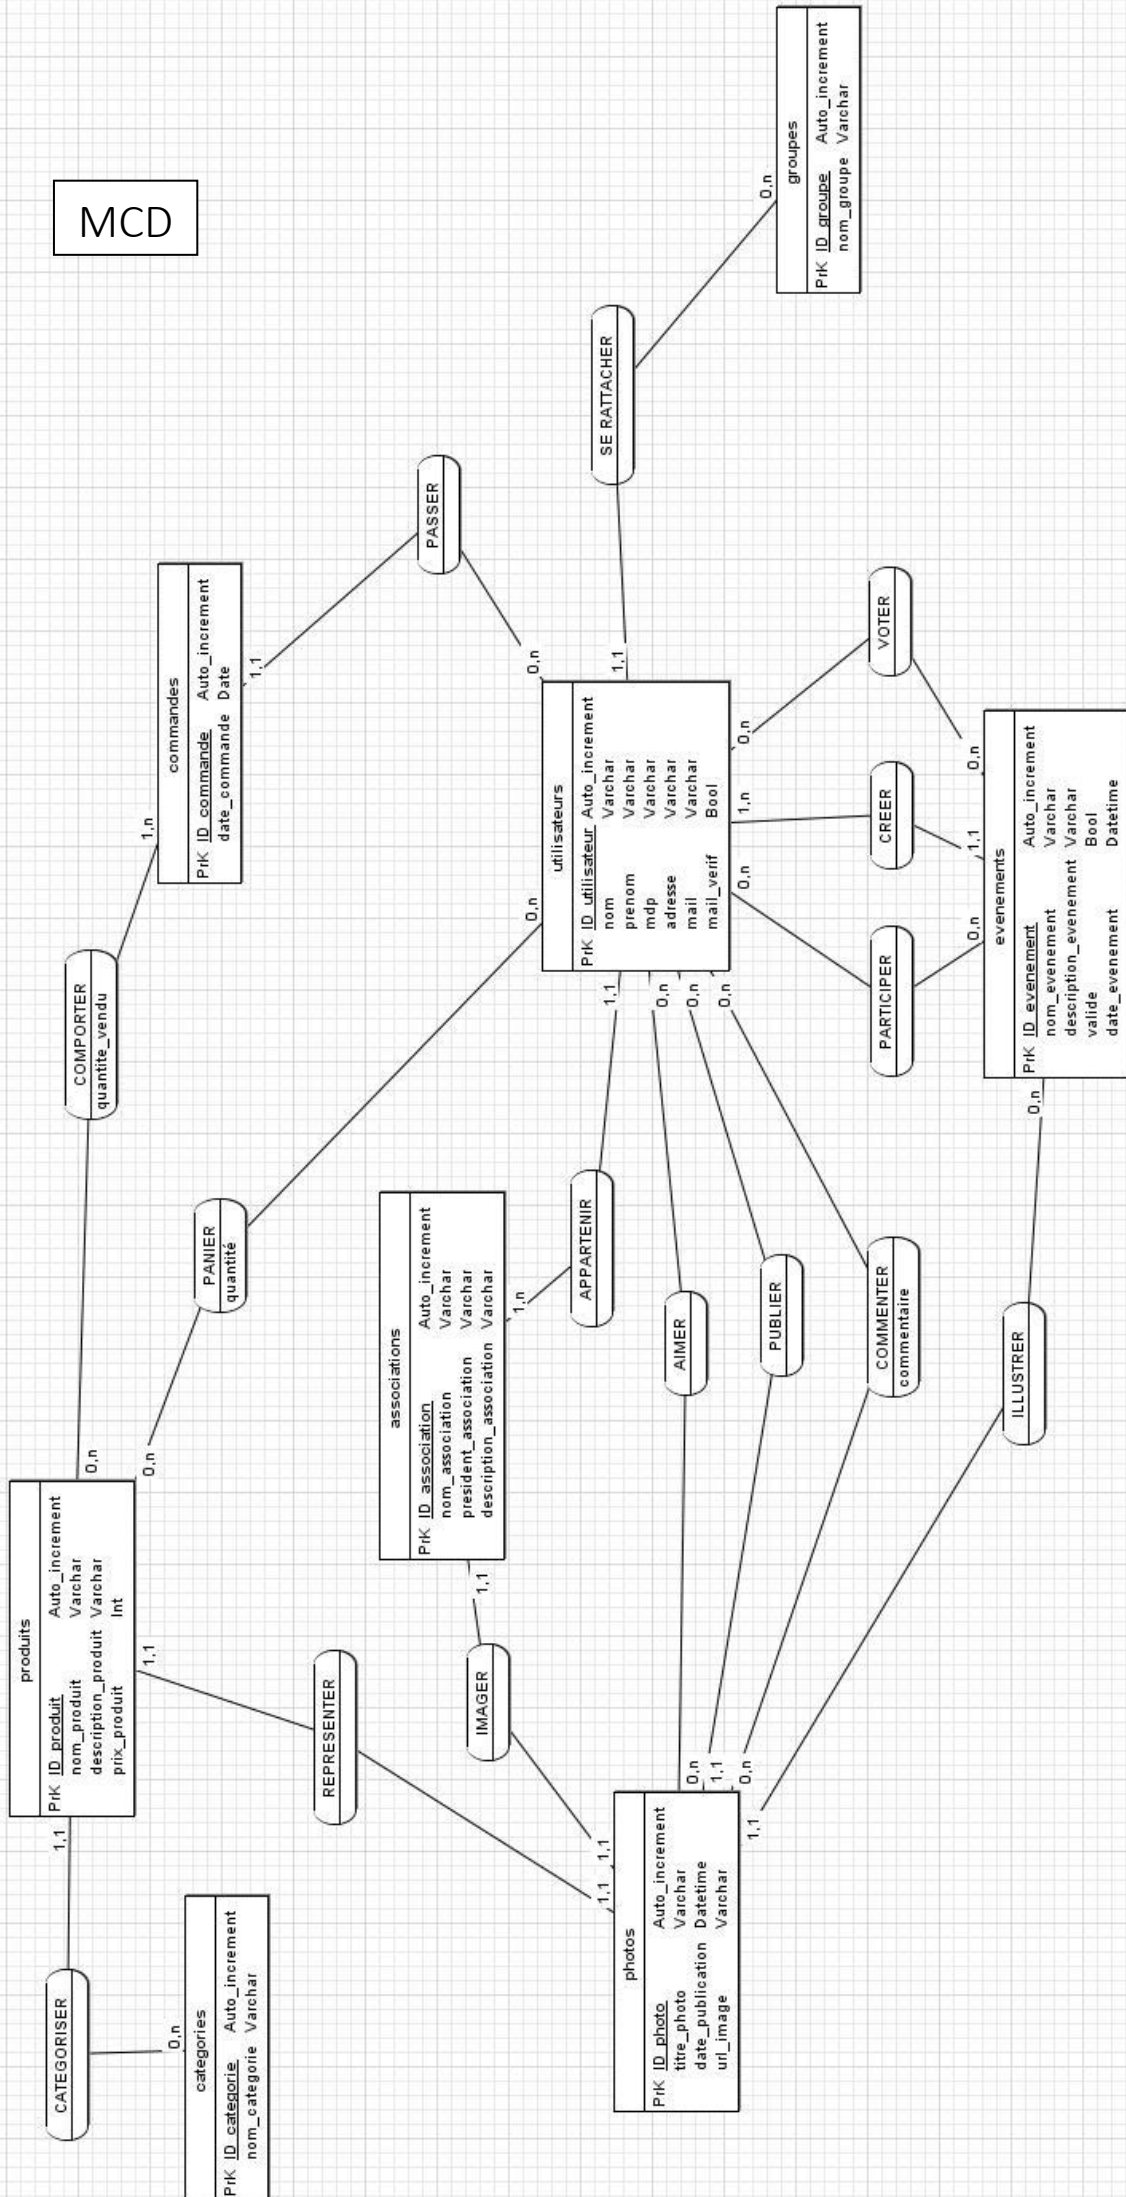 MCD
groupes
PrK ID_groupe Auto_increment
nom_groupe Varchar
0,n
SE RATTACHER
1,1
PASSER
1,1
0,n
commandes
PrK ID_commande Auto_increment
date_commande Date
1,n
COMPORTER
quantite_vendu
0,n
PANIER
quantité
0,n
0,n
utilisateurs
PrK ID_utilisateur Auto_increment
nom Varchar
prenom Varchar
mdp Varchar
adresse Varchar
mail Varchar
mail_verif Bool
VOTER
0,n
0,n
CREER
1,n
1,1
PARTICIPER
0,n
0,n
evenements
PrK ID_evenement Auto_increment
nom_evenement Varchar
description_evenement Varchar
valide Bool
date_evenement Datetime
0,n
ILLUSTRER
1,1
APPARTENIR
1,1
1,n
associations
PrK ID_association Auto_increment
nom_association Varchar
president_association Varchar
description_association Varchar
1,1
IMAGER
1,1
AIMER
0,n
0,n
PUBLIER
0,n
1,1
COMMENTER
commentaire
0,n
0,n
produits
PrK ID_produit Auto_increment
nom_produit Varchar
description_produit Varchar
prix_produit Int
1,1
REPRESENTER
1,1
photos
PrK ID_photo Auto_increment
titre_photo Varchar
date_publication Datetime
url_image Varchar
1,1
CATEGORISER
0,n
categories
PrK ID_categorie Auto_increment
nom_categorie Varchar